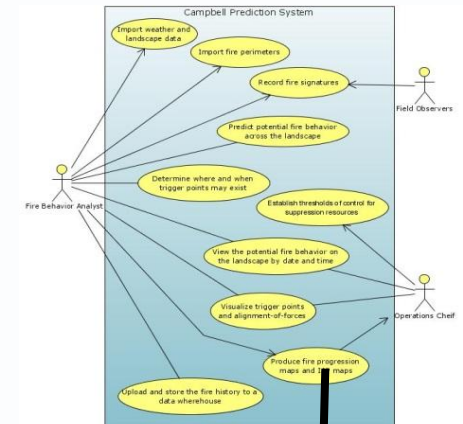 Campbell Prediction System
Import weather and
landscape data
Import fire perimeters
Record fire signatures
Field Observers
Predict potential fire behavior
across the landscape
Determine where and when
trigger points may exist
Fire Behavior Analyst
Establish thresholds of control for
suppression resources
View the potential fire behavior on
the landscape by date and time
Visualize trigger points
and alignment-of-forces
Operations Cheif
Produce fire progression
maps and maps
Upload and store the fire history to a
data wherehouse